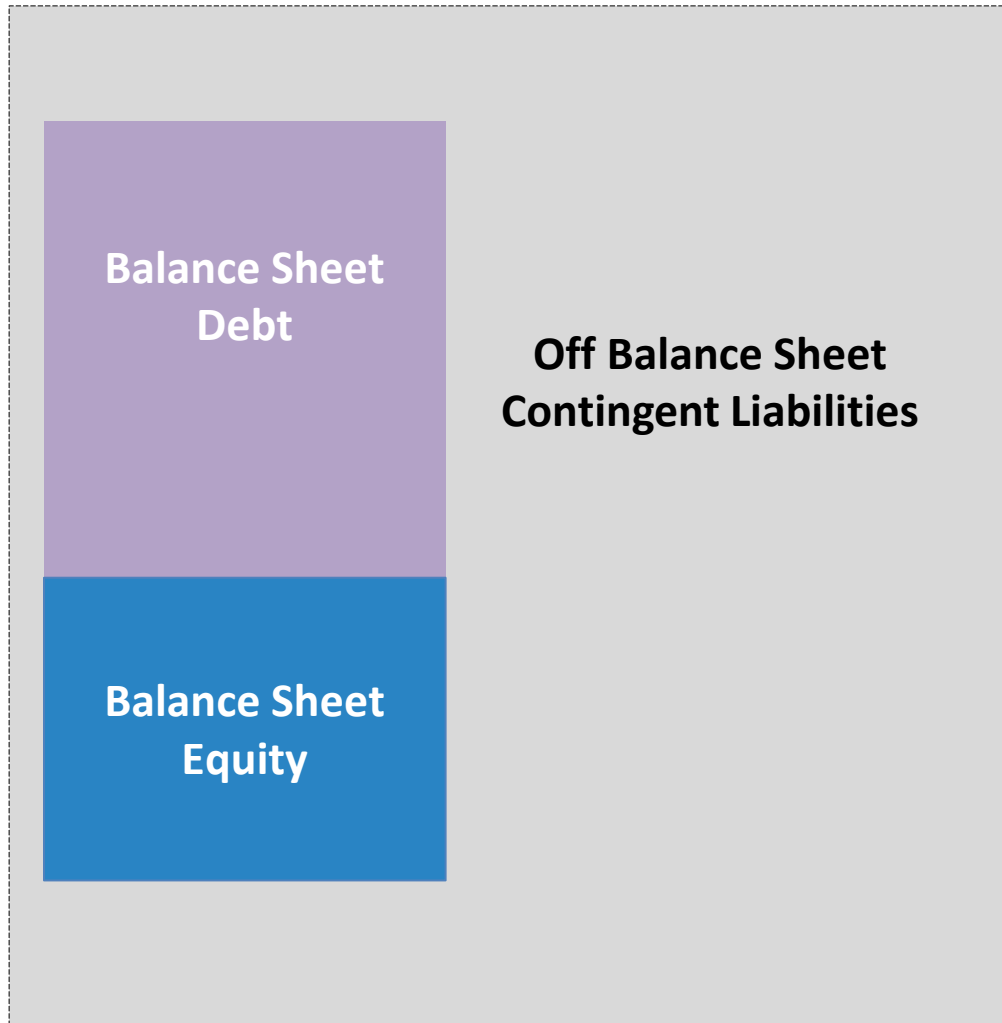 Balance Sheet
Debt
Off Balance Sheet
Contingent Liabilities
Balance Sheet
Equity